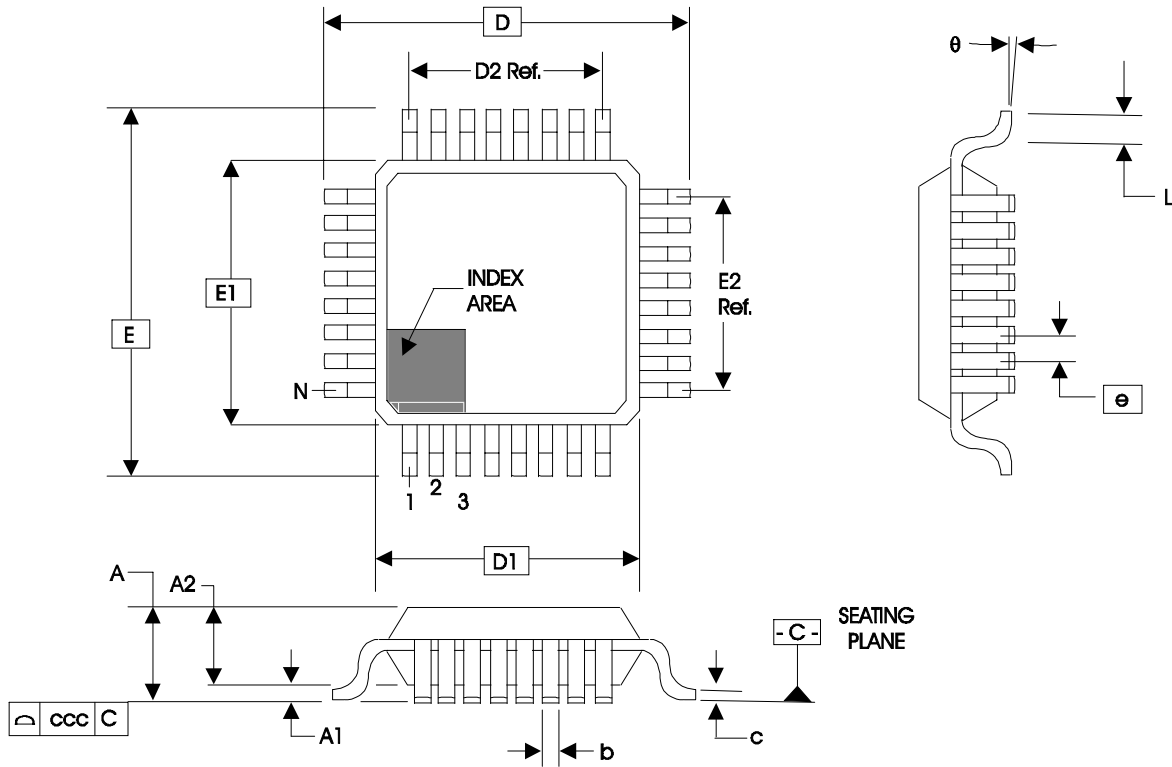 D
D2 Ref.
θ
L
E1
INDEX
AREA
E2
Ref.
E
N
e
1
2
3
D1
A
A2
- C -
SEATING
PLANE
ccc C
A1
b
c